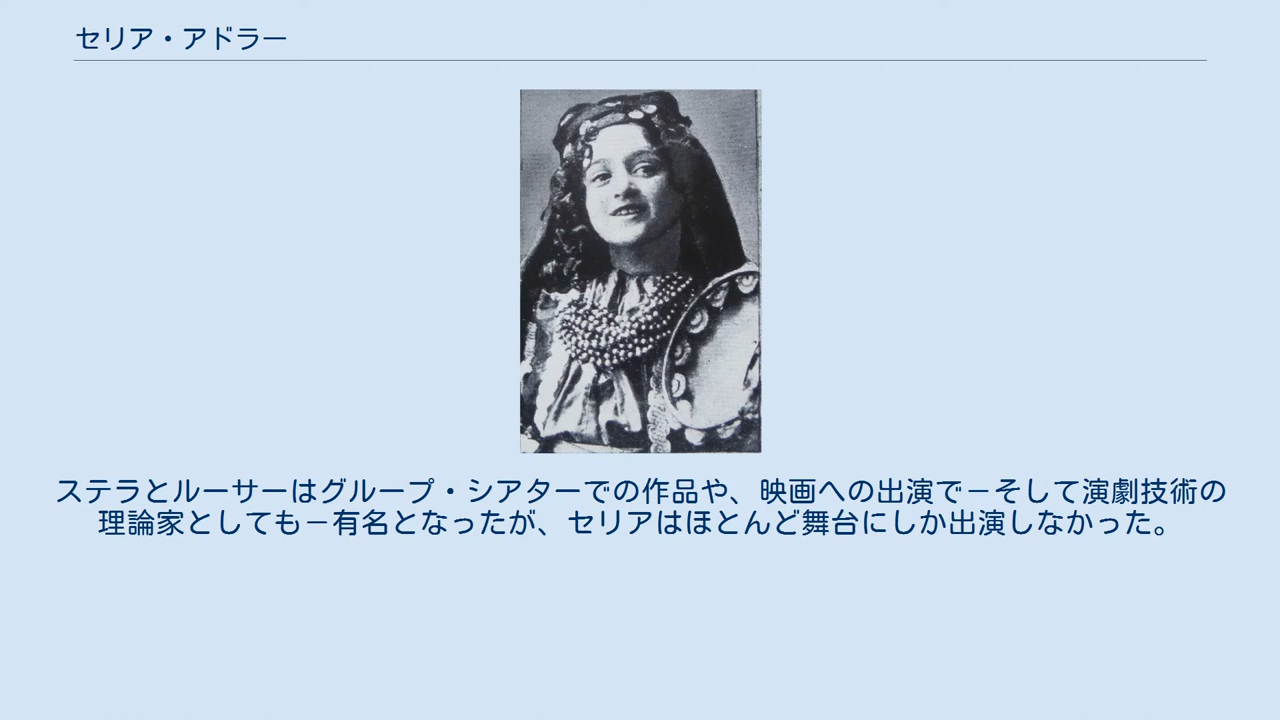 セリア・アドラー
ステラとルーサーはグループ・シアターでの作品や、映画への出演で－そして演劇技術の
理論家としても－有名となったが、セリアはほとんど舞台にしか出演しなかった。